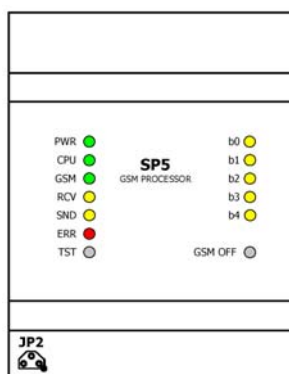 PWR
CPU
GSM
RCV
SND
ERR
TST
SP5
GSM PROCESSOR
b0
b1
b2
b3
b4
GSM OFF
JP2